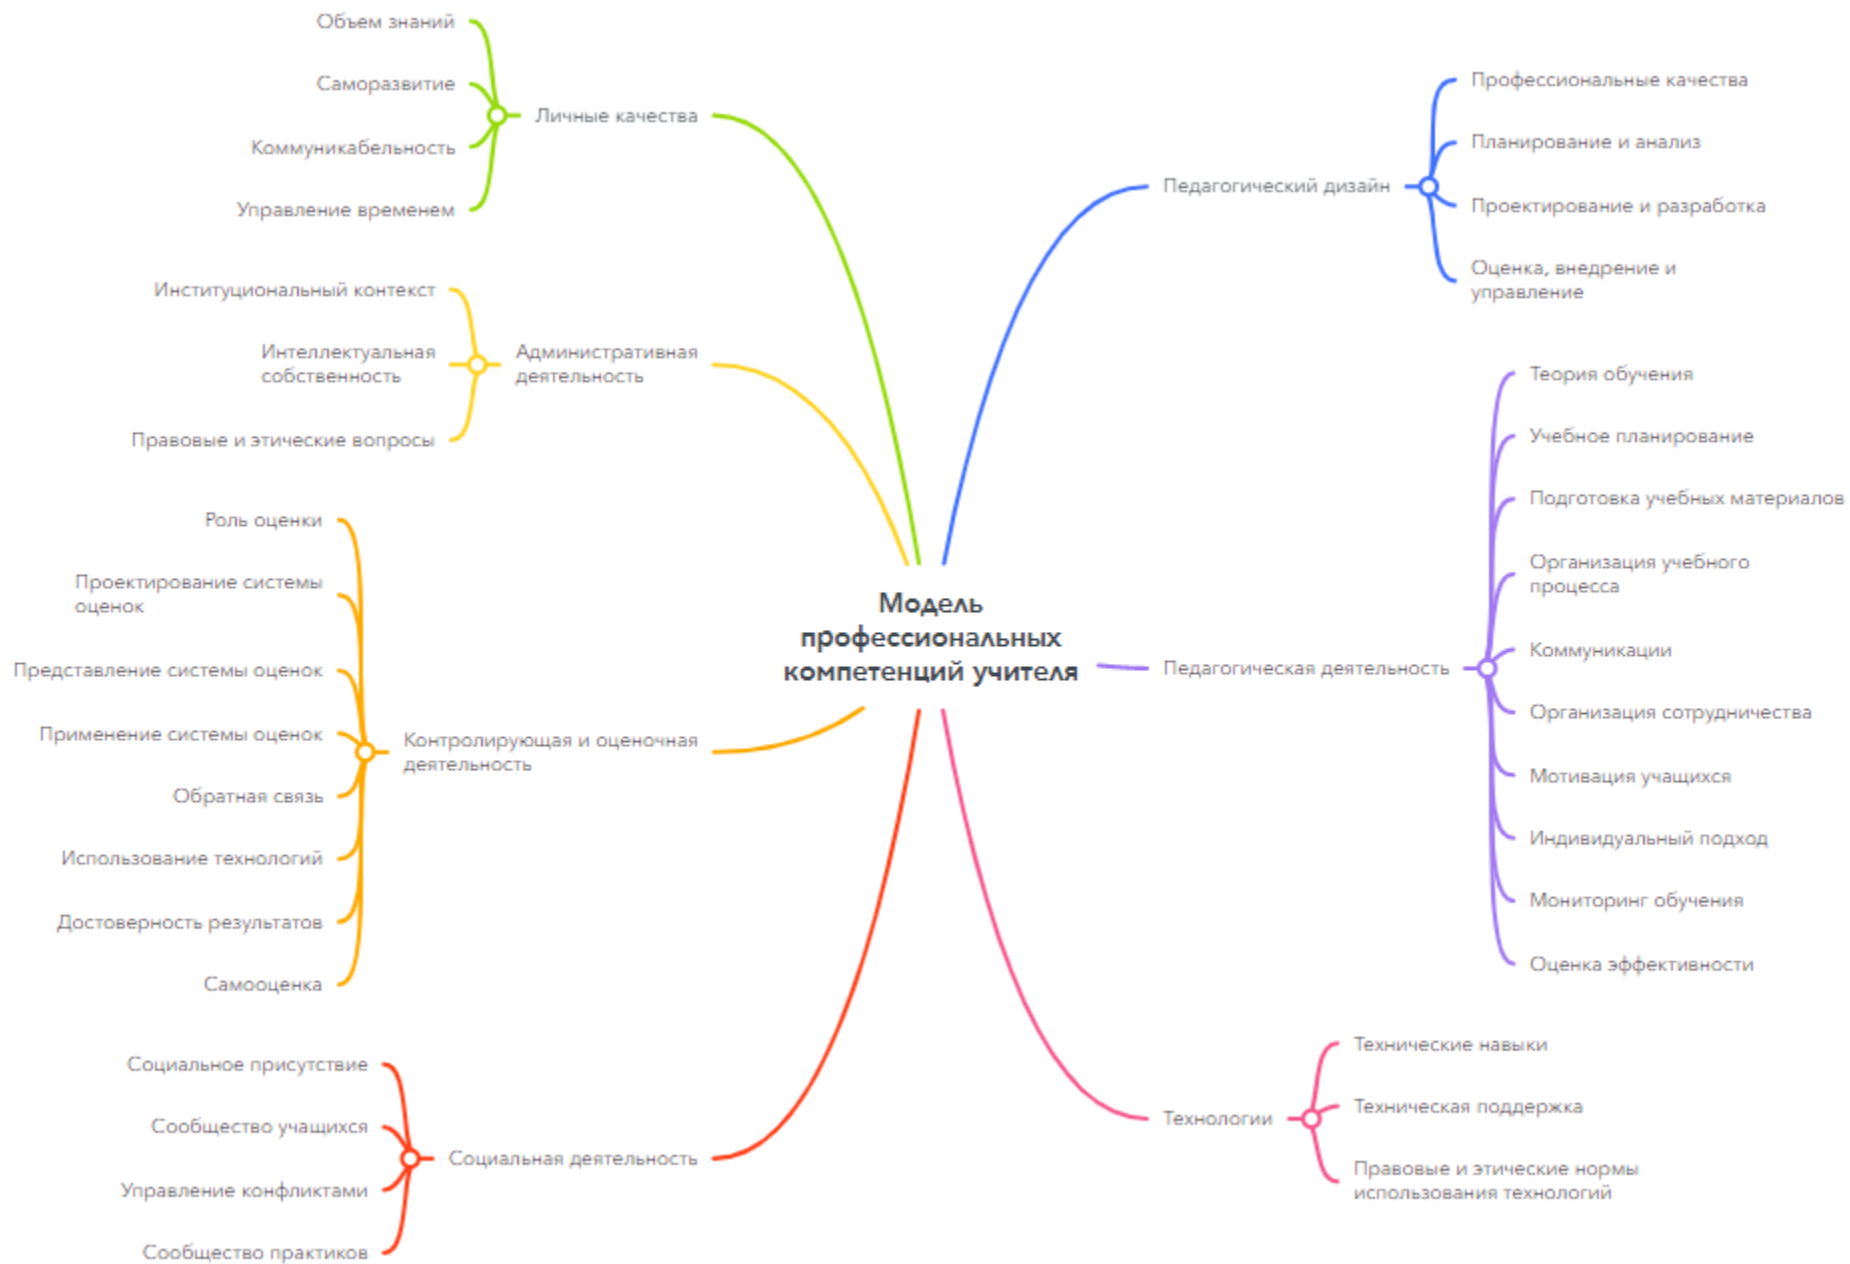 Объем знаний
Саморазвитие
Личные качества
Коммуникабельность
Управление временем
Институциональный контекст
Интеллектуальная
собственность
Административная
деятельность
Правовые и этические вопросы
Роль оценки
Проектирование системы
оценок
Представление системы оценок
Применение системы оценок
Контролирующая и оценочная
деятельность
Обратная связь
Использование технологий
Достоверность результатов
Самооценка
Социальное присутствие
Сообщество учащихся
Социальная деятельность
Управление конфликтами
Сообщество практиков
Модель
профессиональных
компетенций учителя
Педагогический дизайн
Профессиональные качества
Планирование и анализ
Проектирование и разработка
Оценка, внедрение и
управление
Педагогическая деятельность
Теория обучения
Учебное планирование
Подготовка учебных материалов
Организация учебного
процесса
Коммуникации
Организация сотрудничества
Мотивация учащихся
Индивидуальный подход
Мониторинг обучения
Оценка эффективности
Технологии
Технические навыки
Техническая поддержка
Правовые и этические нормы
использования технологий